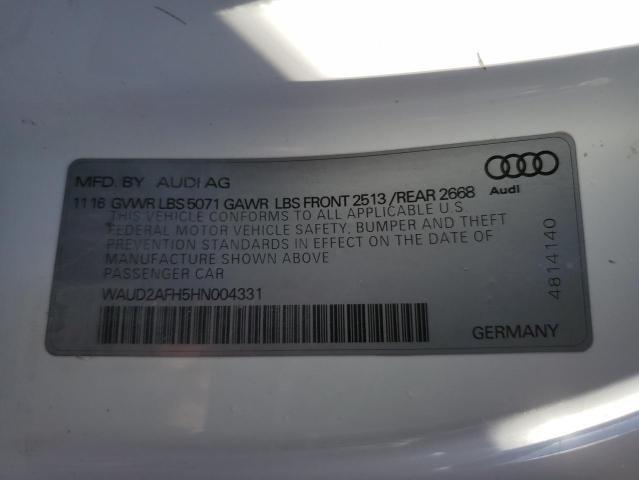 MFD. BY AUDI AG
11 16 GVWR LBS 5071 GAWR LBS FRONT 2513 / REAR 2668
Audi
THIS VEHICLE CONFORMS TO ALL APPLICABLE U.S
FEDERAL MOTOR VEHICLE SAFETY, BUMPER AND THEFT
PREVENTION STANDARDS IN EFFECT ON THE DATE OF
MANUFACTURE SHOWN ABOVE
PASSENGER CAR
WAUD2AFH5HN004331
4814140
GERMANY